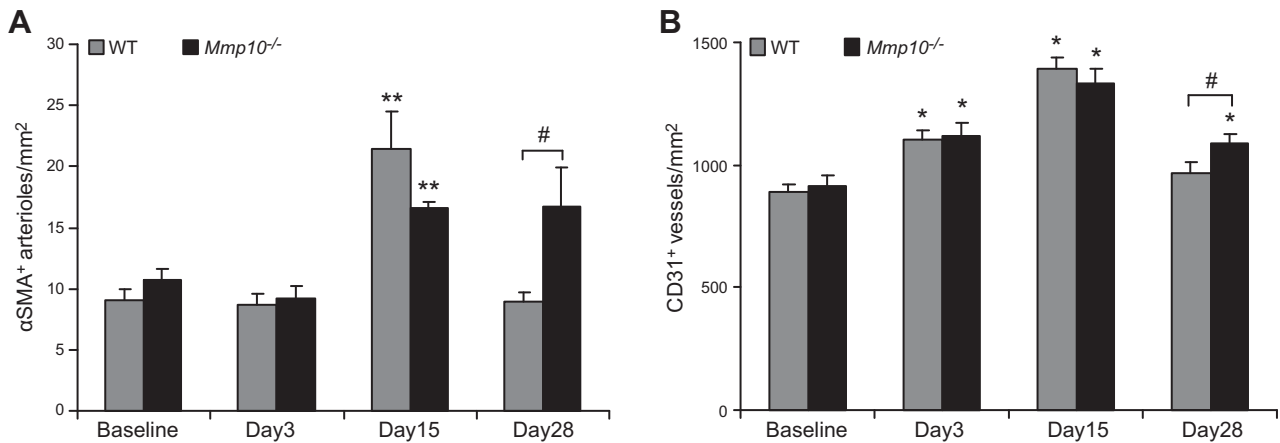 A
WT
Mmp10-/-
αSMA+ arterioles/mm2
30
25
20
15
10
5
0
**
**
#
Baseline
Day3
Day15
Day28
B
WT
Mmp10-/-
CD31+ vessels/mm2
1500
1000
500
0
*
*
*
*
#
*
Baseline
Day3
Day15
Day28